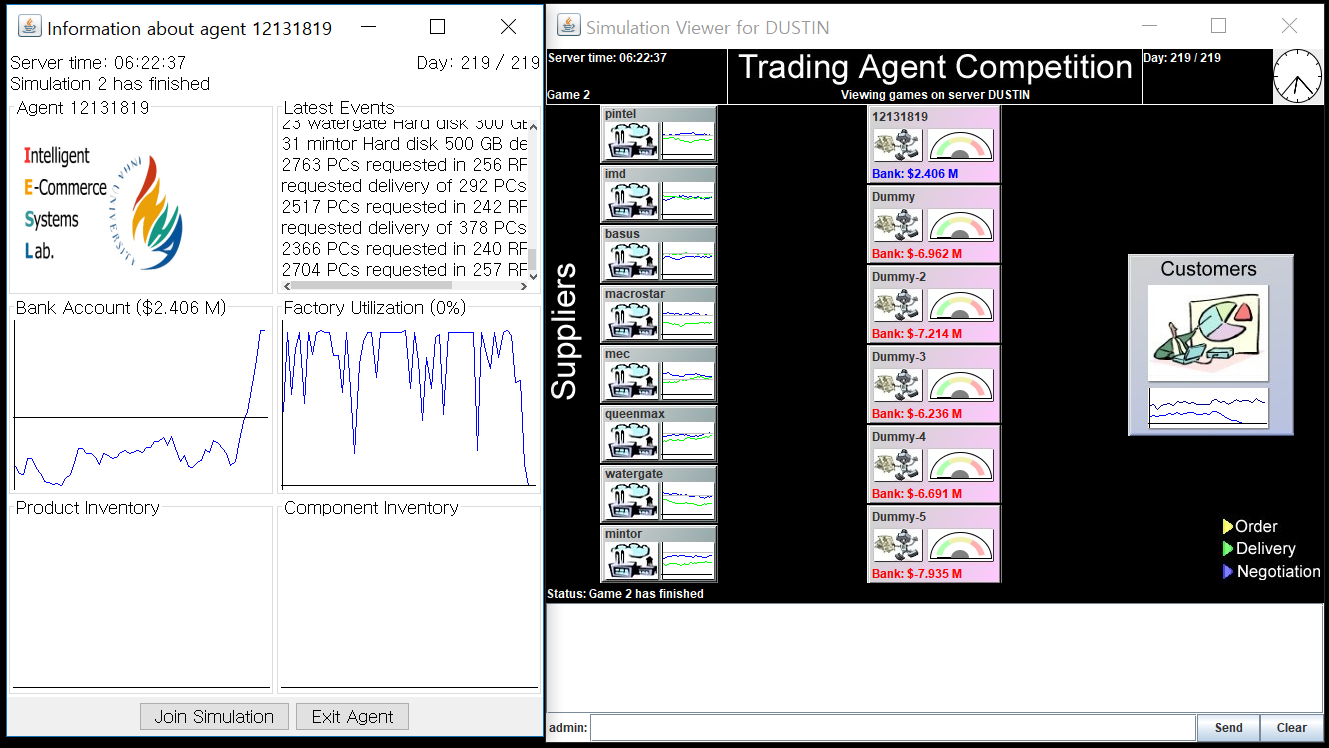 Information about agent 12131819
Server time: 06:22:37
Day: 219 / 219
Simulation 2 has finished
Agent 12131819
Intelligent
E-Commerce
Systems
Lab.
INHA UNIVERSITY
Latest Events
23 watergate Hard disk 300 GE
31 mintor Hard disk 500 GB de
2763 PCs requested in 256 RF
requested delivery of 292 PCs
2517 PCs requested in 242 RF
requested delivery of 378 PCs
2366 PCs requested in 240 RF
2704 PCs requested in 257 RF
Bank Account ($2.406 M)
Factory Utilization (0%)
Product Inventory
Component Inventory
Join Simulation
Exit Agent
Simulation Viewer for DUSTIN
Server time: 06:22:37
Game 2
Trading Agent Competition
Viewing games on server DUSTIN
Day: 219 / 219
Suppliers
pintel
imd
basus
macrostar
mec
queenmax
watergate
mintor
12131819
Bank: $2.406 M
Dummy
Bank: $-6.962 M
Dummy-2
Bank: $-7.214 M
Dummy-3
Bank: $-6.236 M
Dummy-4
Bank: $-6.691 M
Dummy-5
Bank: $-7.935 M
Customers
Order
Delivery
Negotiation
Status: Game 2 has finished
admin:
Send
Clear